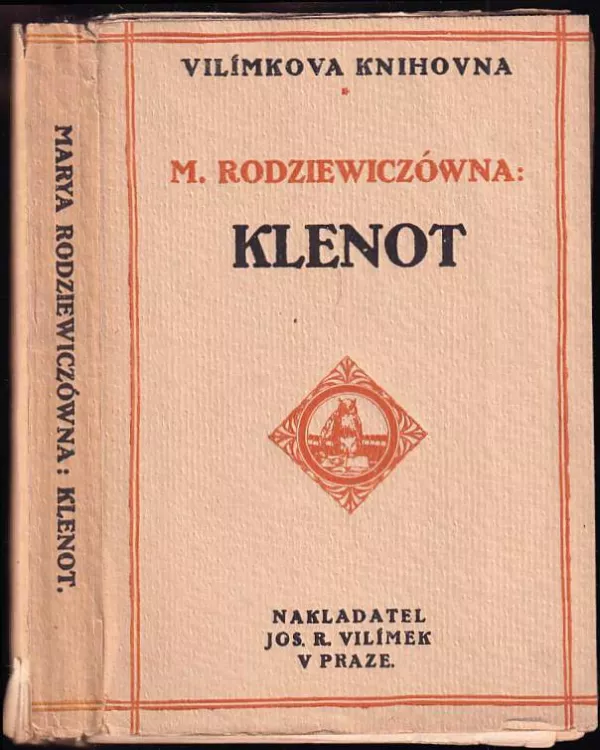 MARYA RODZIEWICZÓWNA: KLENOT.
VILÍMKOVA KNIHOVNA
M. RODZIEWICZÓWNA:
KLENOT
NAKLADATEL
JOS. R. VILÍMEK
V PRAZE.